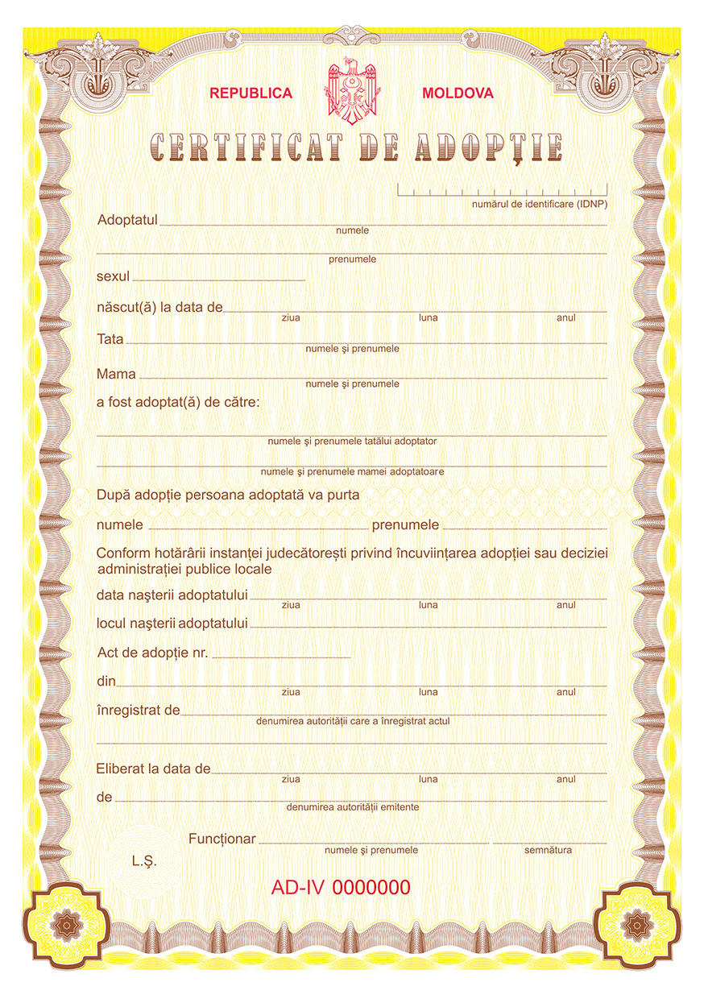 REPUBLICA MOLDOVA
CERTIFICAT DE ADOPȚIE
numărul de identificare (IDNP)
Adoptatul
numele
prenumele
sexul
născut(ă) la data de
ziua luna anul
Tata
numele şi prenumele
Mama
numele şi prenumele
a fost adoptat(ă) de către:
numele şi prenumele tatălui adoptator
numele şi prenumele mamei adoptatoare
După adopție persoana adoptată va purta
numele prenumele
Conform hotărârii instanței judecătorești privind încuviințarea adopției sau deciziei
administrației publice locale
data naşterii adoptatului
ziua luna anul
locul naşterii adoptatului
Act de adopție nr.
din
ziua luna anul
înregistrat de
denumirea autorității care a înregistrat actul
Eliberat la data de
ziua luna anul
de
denumirea autorității emitente
Funcționar
numele şi prenumele semnătura
L.Ş.
AD-IV 0000000